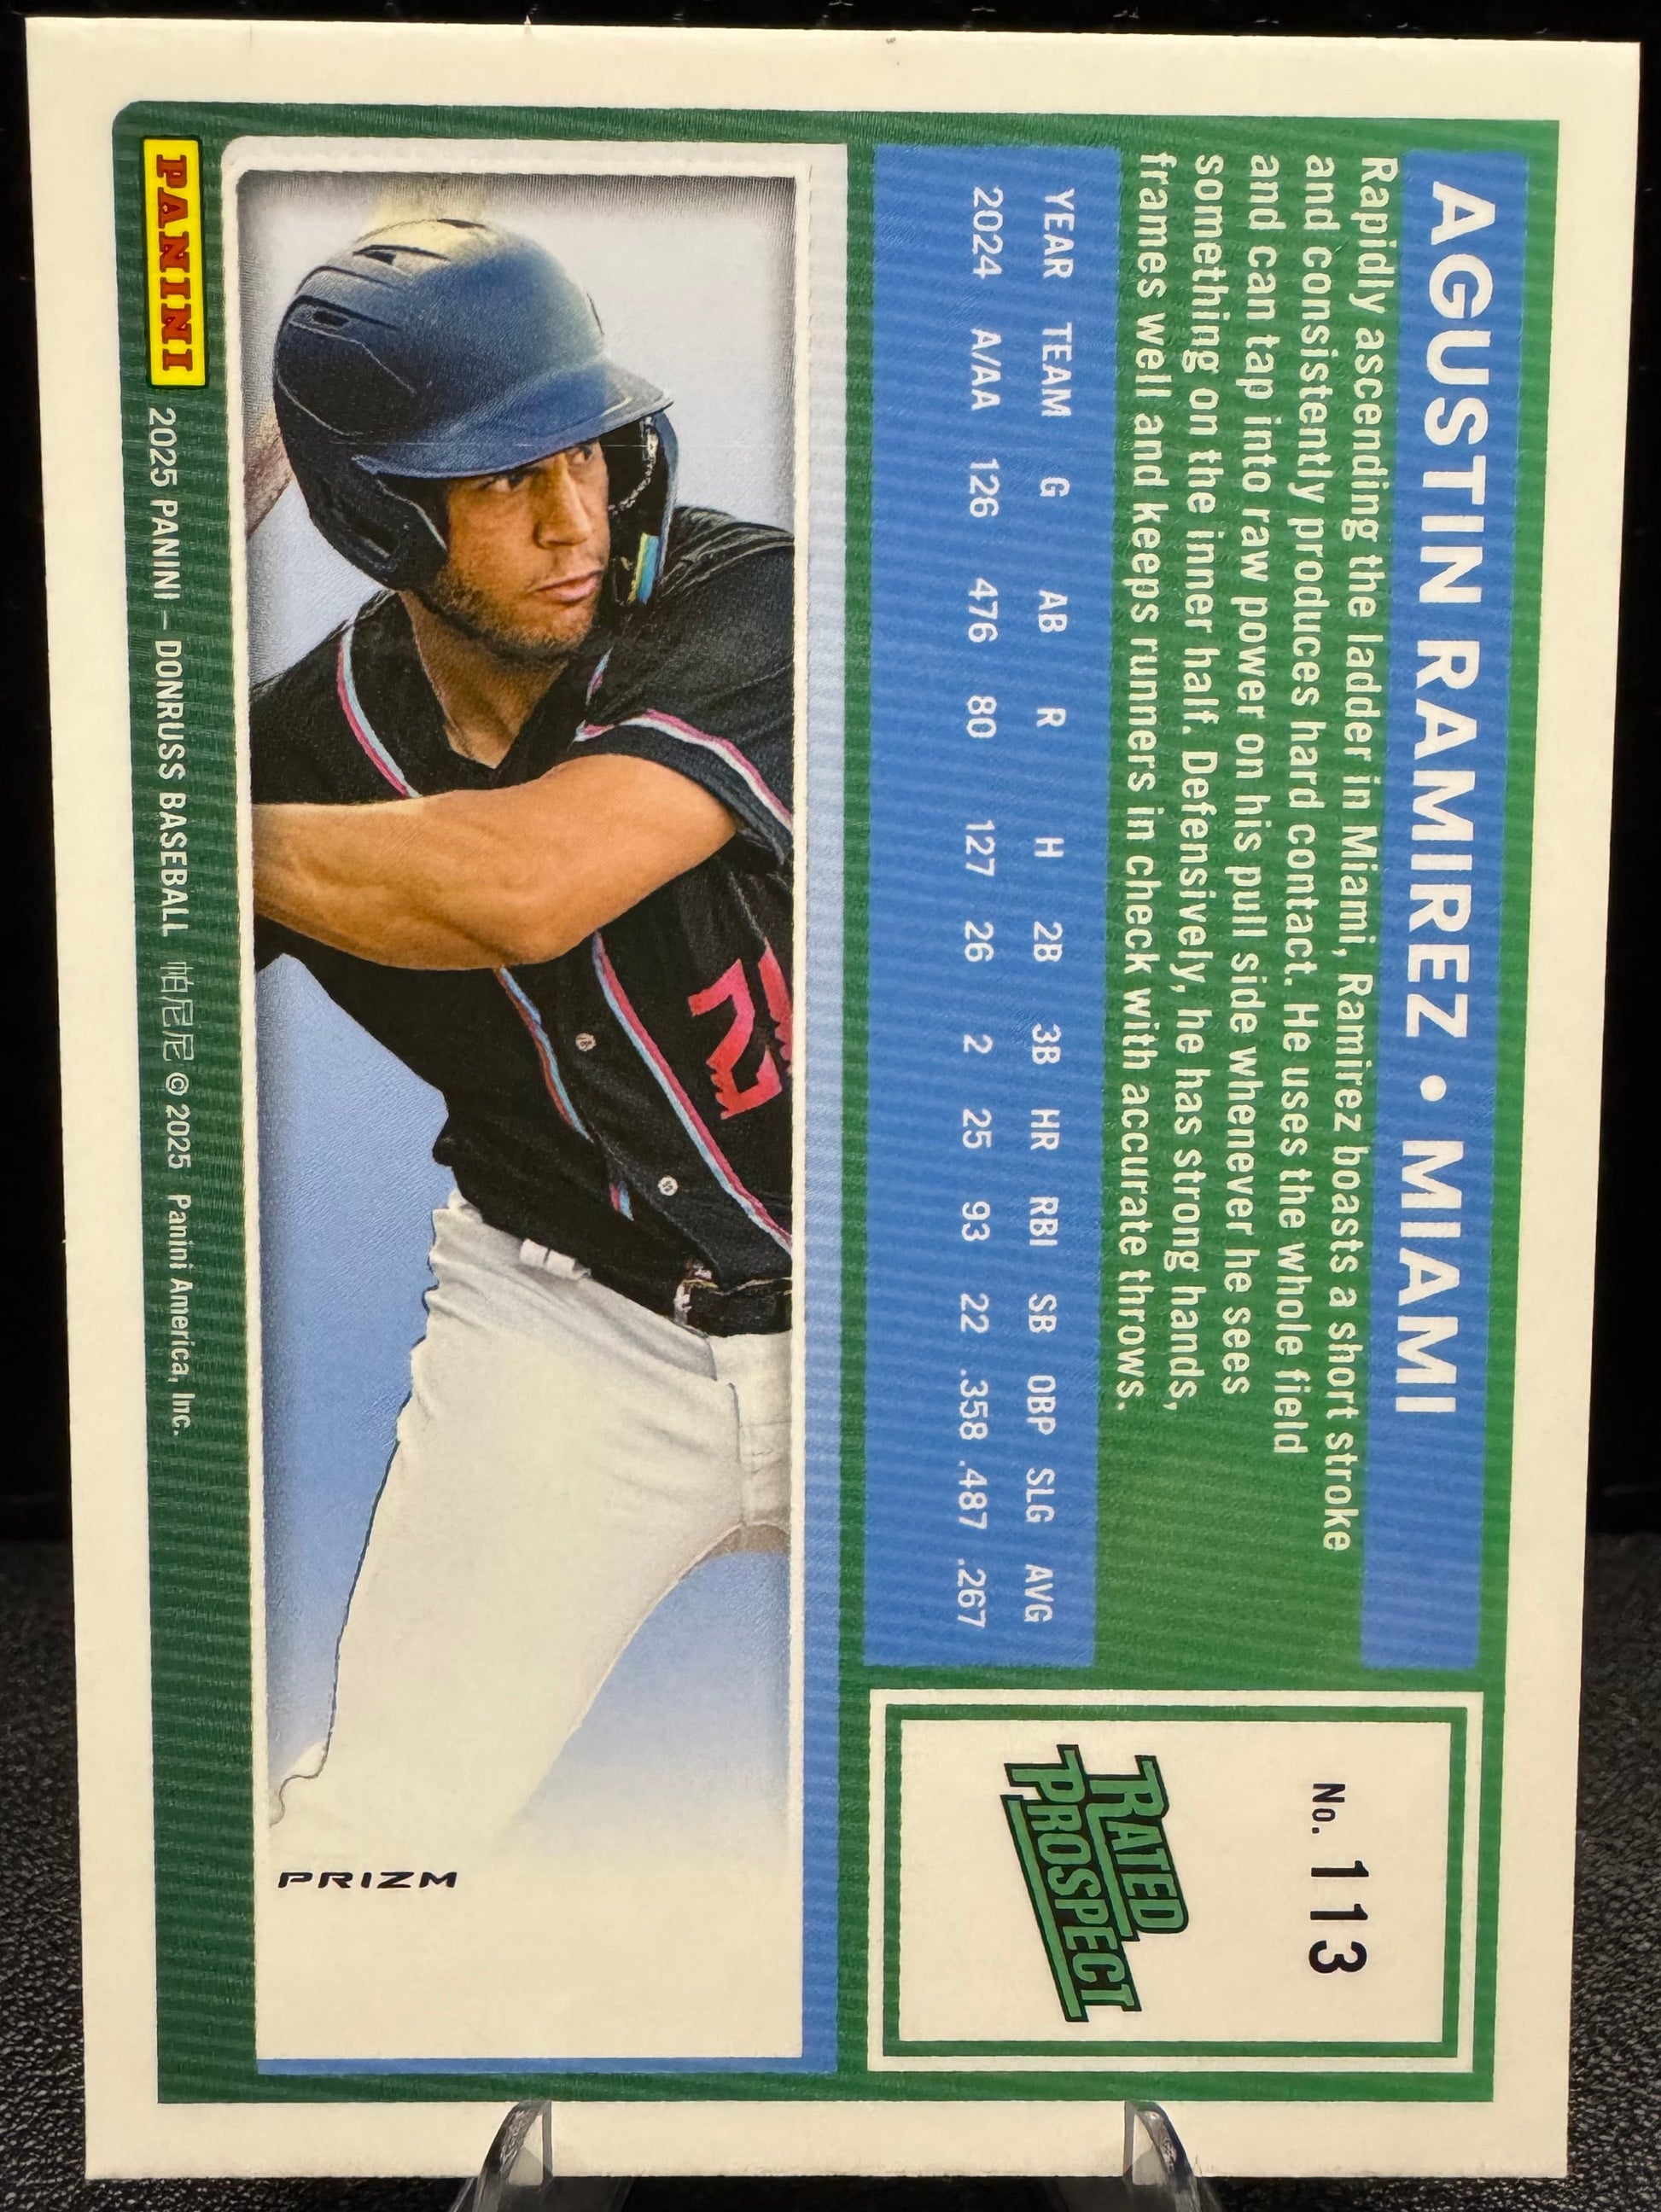 AGUSTIN RAMIREZ • MIAMI
Rapidly ascending the ladder in Miami, Ramirez boasts a short stroke
and consistently produces hard contact. He uses the whole field
and can tap into raw power on his pull side whenever he sees
something on the inner half. Defensively, he has strong hands,
frames well and keeps runners in check with accurate throws.
YEAR TEAM G AB R H 2B 3B HR RBI SB OBP SLG AVG
2024 A/AA 126 476 80 127 26 2 25 93 22 .358 .487 .267
No. 113
RATED
PROSPECT
PRIZM
PANINI 2025 PANINI – DONRUSS BASEBALL 帕尼尼 © 2025 Panini America, Inc.